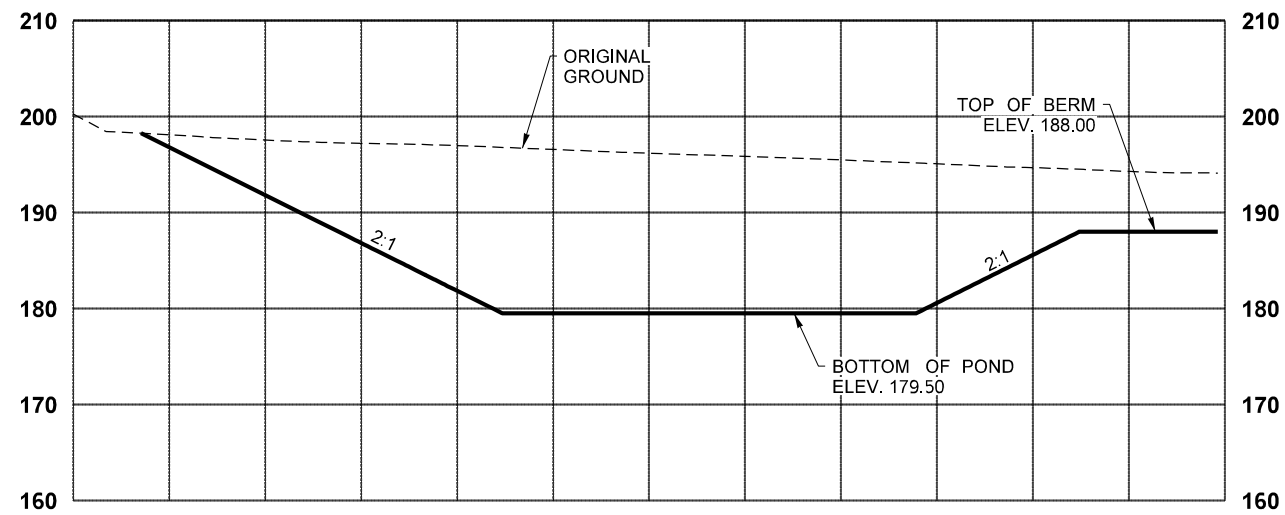 210 210
ORIGINAL
GROUND
TOP OF BERM
200 ELEV. 188.00 200
190 190
2:1 2:1
180 180
BOTTOM OF POND
170 ELEV. 179.50 170
160 160